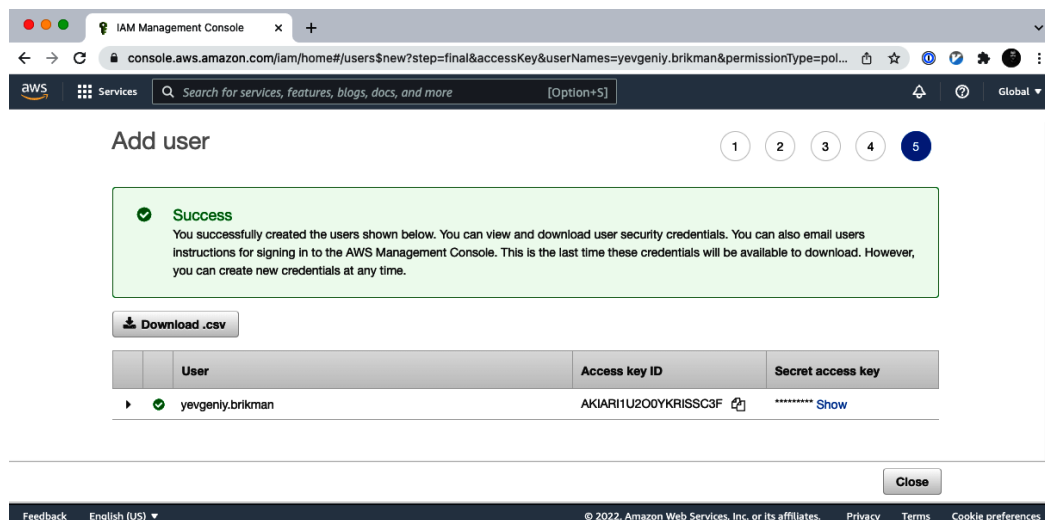 IAM Management Console
console.aws.amazon.com/iam/home#/users$new?step=final&accessKey&userNames=yevgeniy.brikman&permissionType=pol...
aws Services Search for services, features, blogs, docs, and more [Option+S] Global
Add user 1 2 3 4 5
Success
You successfully created the users shown below. You can view and download user security credentials. You can also email users
instructions for signing in to the AWS Management Console. This is the last time these credentials will be available to download. However,
you can create new credentials at any time.
Download .csv
User Access key ID Secret access key
yevgeniy.brikman AKIARI1U2O0YKRISSC3F ********* Show
Close
Feedback English (US) © 2022, Amazon Web Services, Inc. or its affiliates. Privacy Terms Cookie preferences